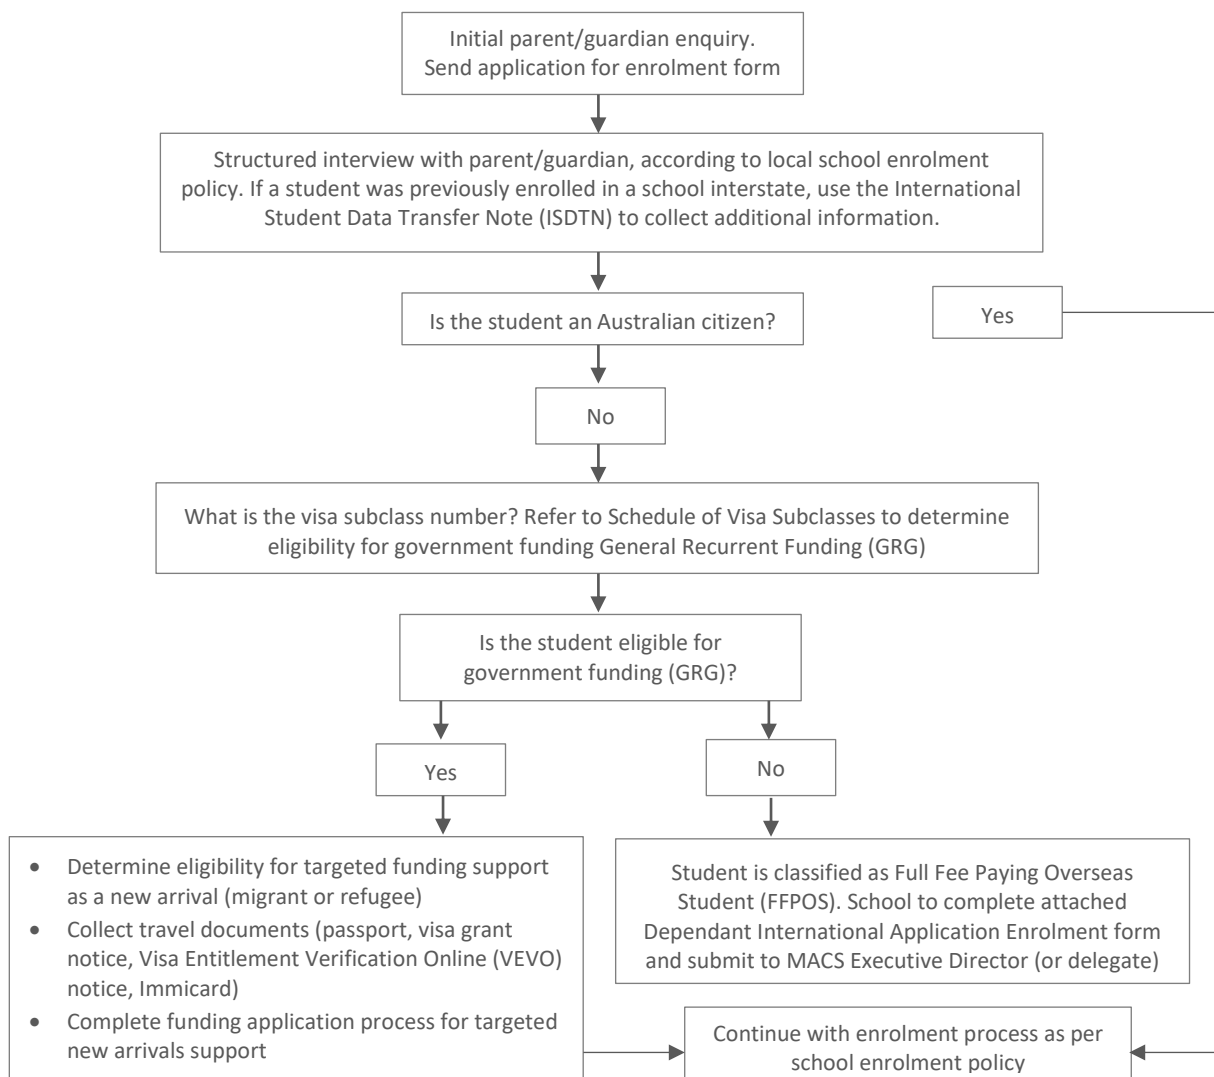 Initial parent/guardian enquiry.
Send application for enrolment form
Structured interview with parent/guardian, according to local school enrolment
policy. If a student was previously enrolled in a school interstate, use the International
Student Data Transfer Note (ISDTN) to collect additional information.
Is the student an Australian citizen?
Yes
No
What is the visa subclass number? Refer to Schedule of Visa Subclasses to determine
eligibility for government funding General Recurrent Funding (GRG)
Is the student eligible for
government funding (GRG)?
Yes
No
• Determine eligibility for targeted funding support
as a new arrival (migrant or refugee)
• Collect travel documents (passport, visa grant
notice, Visa Entitlement Verification Online (VEVO)
notice, Immicard)
• Complete funding application process for targeted
new arrivals support
Student is classified as Full Fee Paying Overseas
Student (FFPOS). School to complete attached
Dependant International Application Enrolment form
and submit to MACS Executive Director (or delegate)
Continue with enrolment process as per
school enrolment policy